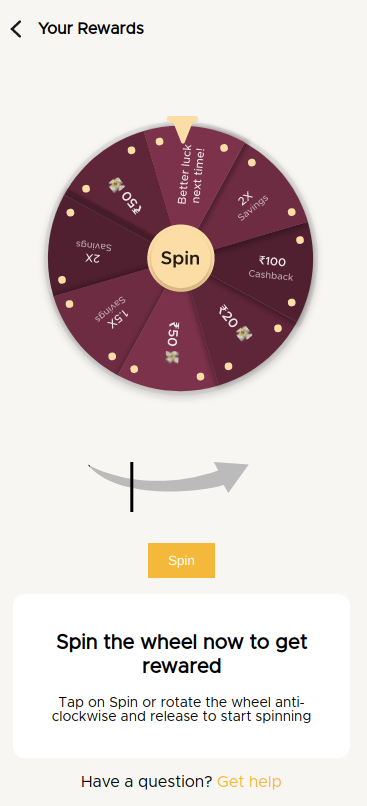 Your Rewards
Better luck
next time!
2X
Savings
₹100
Cashback
₹20
₹50
1.5X
Savings
2X
Savings
₹50
Spin
Spin
Spin the wheel now to get
rewared
Tap on Spin or rotate the wheel anti-
clockwise and release to start spinning
Have a question? Get help